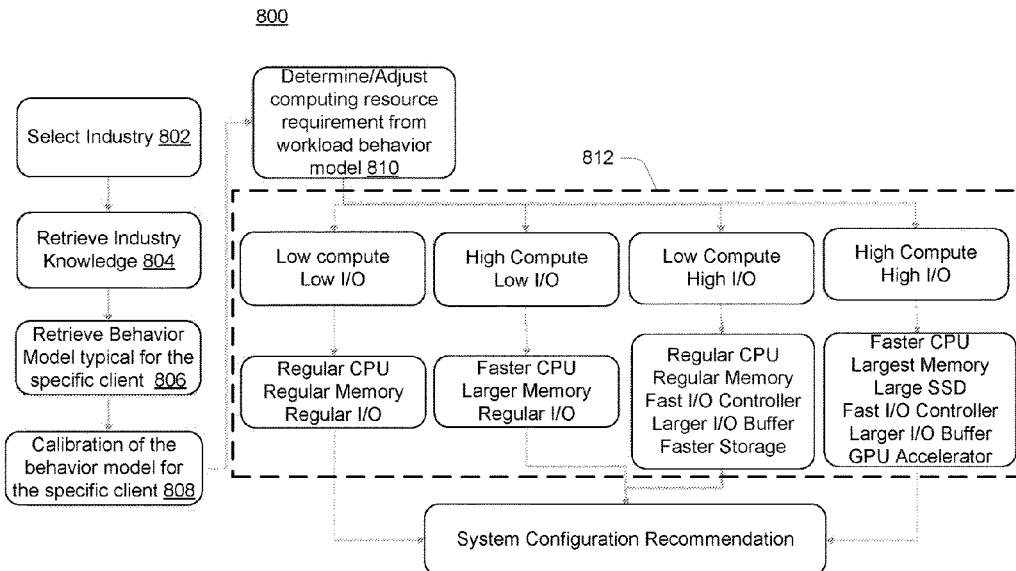 800
Select Industry 802
Retrieve Industry
Knowledge 804
Retrieve Behavior
Model typical for the
specific client 806
Calibration of the
behavior model for
the specific client 808
Determine/Adjust
computing resource
requirement from
workload behavior
model 810
812
Low compute
Low I/O
High Compute
Low I/O
Low Compute
High I/O
High Compute
High I/O
Regular CPU
Regular Memory
Regular I/O
Faster CPU
Larger Memory
Regular I/O
Regular CPU
Regular Memory
Fast I/O Controller
Larger I/O Buffer
Faster Storage
Faster CPU
Largest Memory
Large SSD
Fast I/O Controller
Larger I/O Buffer
GPU Accelerator
System Configuration Recommendation